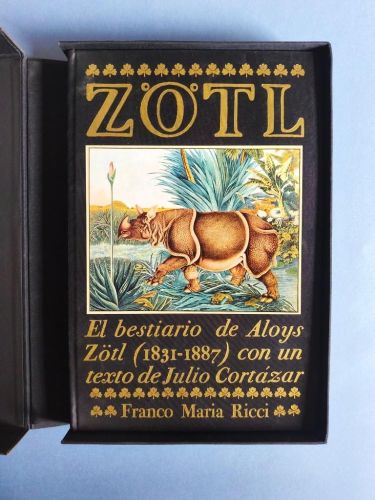 ZÖTL
El bestiario de Aloys
Zötl (1831-1887) con un
texto de Julio Cortázar
Franco Maria Ricci